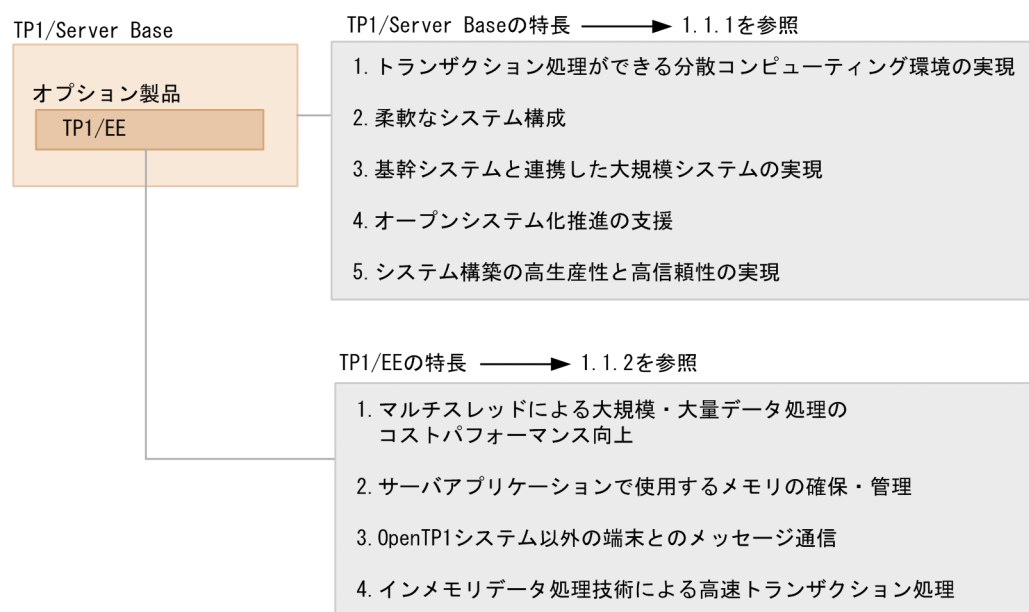 TP1/Server Base
オプション製品
TP1/EE
TP1/Server Baseの特長 → 1.1.1を参照
1. トランザクション処理ができる分散コンピューティング環境の実現
2. 柔軟なシステム構成
3. 基幹システムと連携した大規模システムの実現
4. オープンシステム化推進の支援
5. システム構築の高生産性と高信頼性の実現
TP1/EEの特長 → 1.1.2を参照
1. マルチスレッドによる大規模・大量データ処理の
コストパフォーマンス向上
2. サーバアプリケーションで使用するメモリの確保・管理
3. OpenTP1システム以外の端末とのメッセージ通信
4. インメモリデータ処理技術による高速トランザクション処理